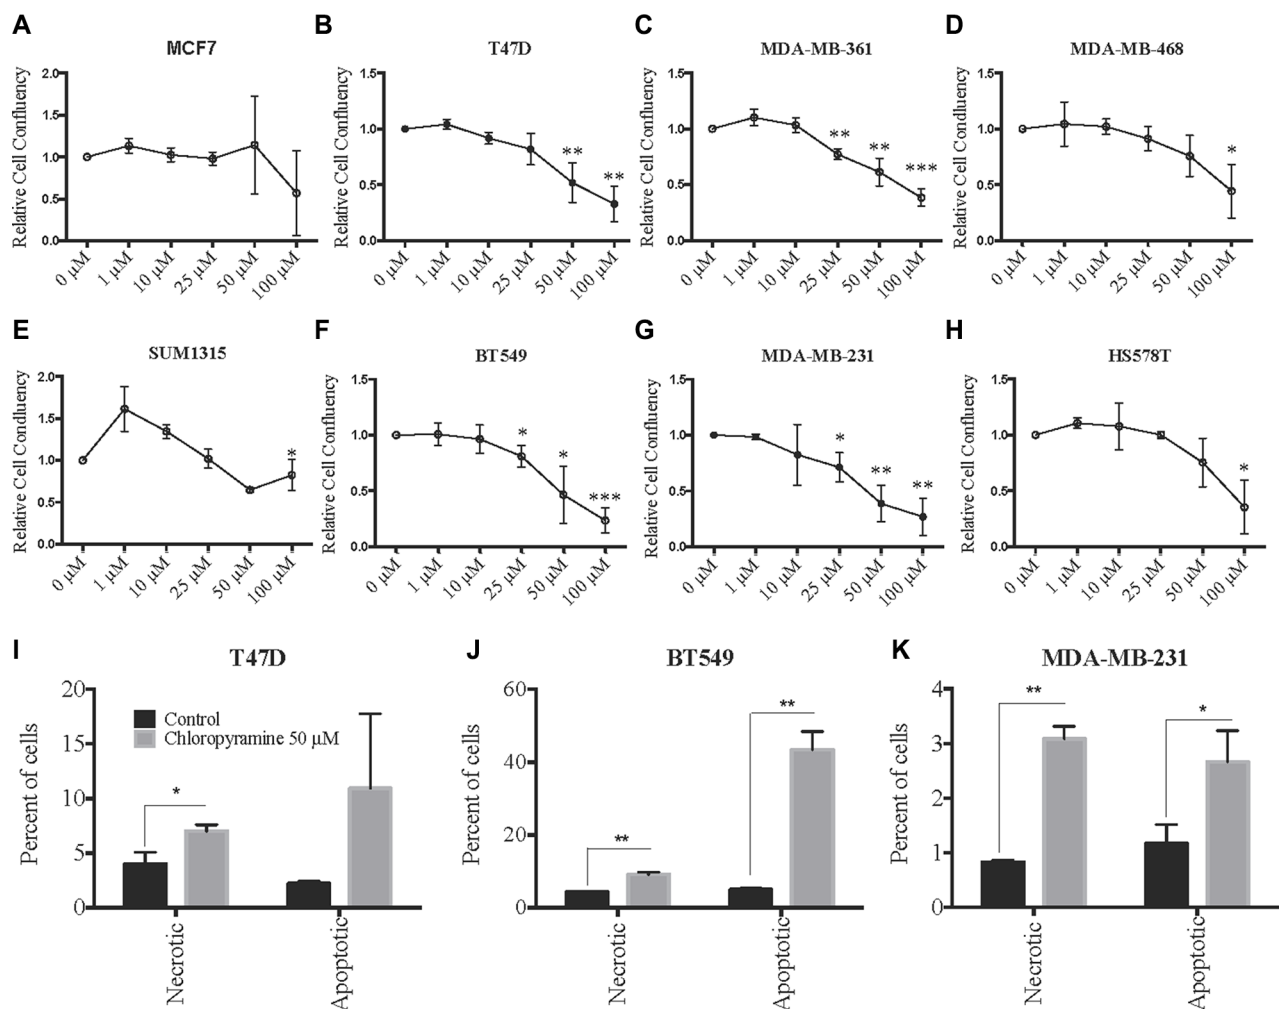 A
MCF7
Relative Cell Confluency
2.0
1.5
1.0
0.5
0.0
0 µM
1 µM
10 µM
25 µM
50 µM
100 µM
B
T47D
Relative Cell Confluency
1.5
1.0
0.5
0.0
**
**
0 µM
1 µM
10 µM
25 µM
50 µM
100 µM
C
MDA-MB-361
Relative Cell Confluency
1.5
1.0
0.5
0.0
**
**
***
0 µM
1 µM
10 µM
25 µM
50 µM
100 µM
D
MDA-MB-468
Relative Cell Condluency
1.5
1.0
0.5
0.0
*
0 µM
1 µM
10 µM
25 µM
50 µM
100 µM
E
SUM1315
Relative Cell Condluency
2.0
1.5
1.0
0.5
0.0
*
0 µM
1 µM
10 µM
25 µM
50 µM
100 µM
F
BT549
Relative Cell Confluency
1.5
1.0
0.5
0.0
*
*
***
0 µM
1 µM
10 µM
25 µM
50 µM
100 µM
G
MDA-MB-231
Relative Cell Confluency
1.5
1.0
0.5
0.0
*
**
**
0 µM
1 µM
10 µM
25 µM
50 µM
100 µM
H
HS578T
Relative Cell Confluency
1.5
1.0
0.5
0.0
*
0 µM
1 µM
10 µM
25 µM
50 µM
100 µM
I
T47D
Percent of cells
20
15
10
5
0
Control
Chloropyramine 50 µM
*
Necrotic
Apoptotic
J
BT549
Percent of cells
60
40
20
0
**
**
Necrotic
Apoptotic
K
MDA-MB-231
Percent of cells
4
3
2
1
0
**
*
Necrotic
Apoptotic